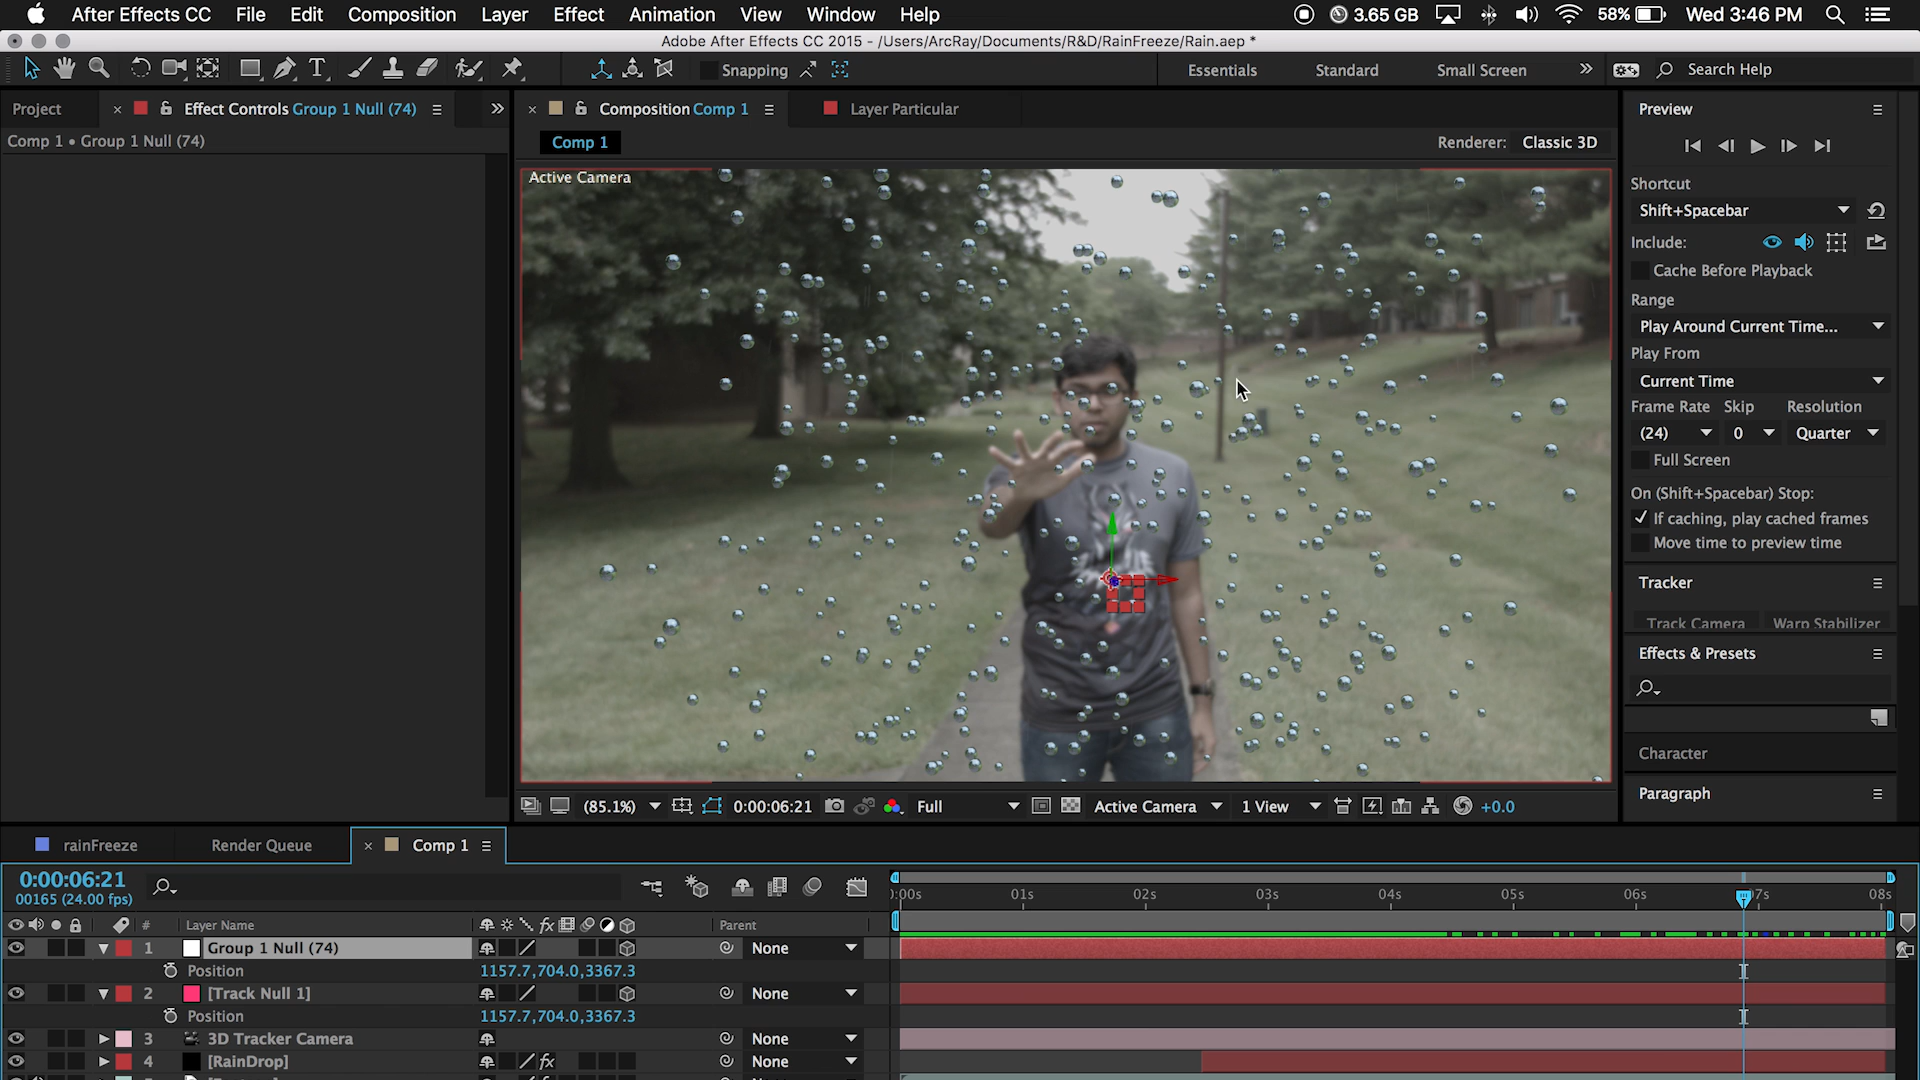 After Effects CC File Edit Composition Layer Effect Animation View Window Help 3.65 GB 58% Wed 3:46 PM
Adobe After Effects CC 2015 - /Users/ArcRay/Documents/R&D/RainFreeze/Rain.aep *
T Snapping Essentials Standard Small Screen Search Help
Project Effect Controls Group 1 Null (74) Composition Comp 1 Layer Particular
Comp 1 • Group 1 Null (74)
Comp 1 Renderer: Classic 3D
Active Camera
Preview
Shortcut
Shift+Spacebar
Include:
Cache Before Playback
Range
Play Around Current Time...
Play From
Current Time
Frame Rate Skip Resolution
(24) 0 Quarter
Full Screen
On (Shift+Spacebar) Stop:
If caching, play cached frames
Move time to preview time
Tracker
Track Camera Warp Stabilizer
Effects & Presets
Character
Paragraph
(85.1%) 0:00:06:21 Full Active Camera 1 View +0.0
rainFreeze Render Queue Comp 1
0:00:06:21
00165 (24.00 fps)
):00s 01s 02s 03s 04s 05s 06s 07s 08s
# Layer Name fx Parent
1 Group 1 Null (74) None
Position 1157.7,704.0,3367.3
2 [Track Null 1] None
Position 1157.7,704.0,3367.3
3 3D Tracker Camera None
4 [RainDrop] fx None